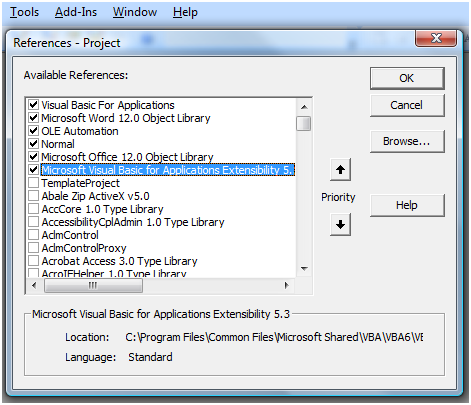 Tools Add-Ins Window Help
References - Project
Available References:
OK
Visual Basic For Applications
Microsoft Word 12.0 Object Library
OLE Automation
Normal
Microsoft Office 12.0 Object Library
Microsoft Visual Basic for Applications Extensibility 5.
TemplateProject
Abale Zip ActiveX v5.0
AccCore 1.0 Type Library
AccessibilityCplAdmin 1.0 Type Library
AclmControl
AclmControlProxy
Acrobat Access 3.0 Type Library
AcroIEHelper 1.0 Type Library
Cancel
Browse...
Priority
Help
Microsoft Visual Basic for Applications Extensibility 5.3
Location: C:\Program Files\Common Files\Microsoft Shared\VBA\VBA6\VE
Language: Standard